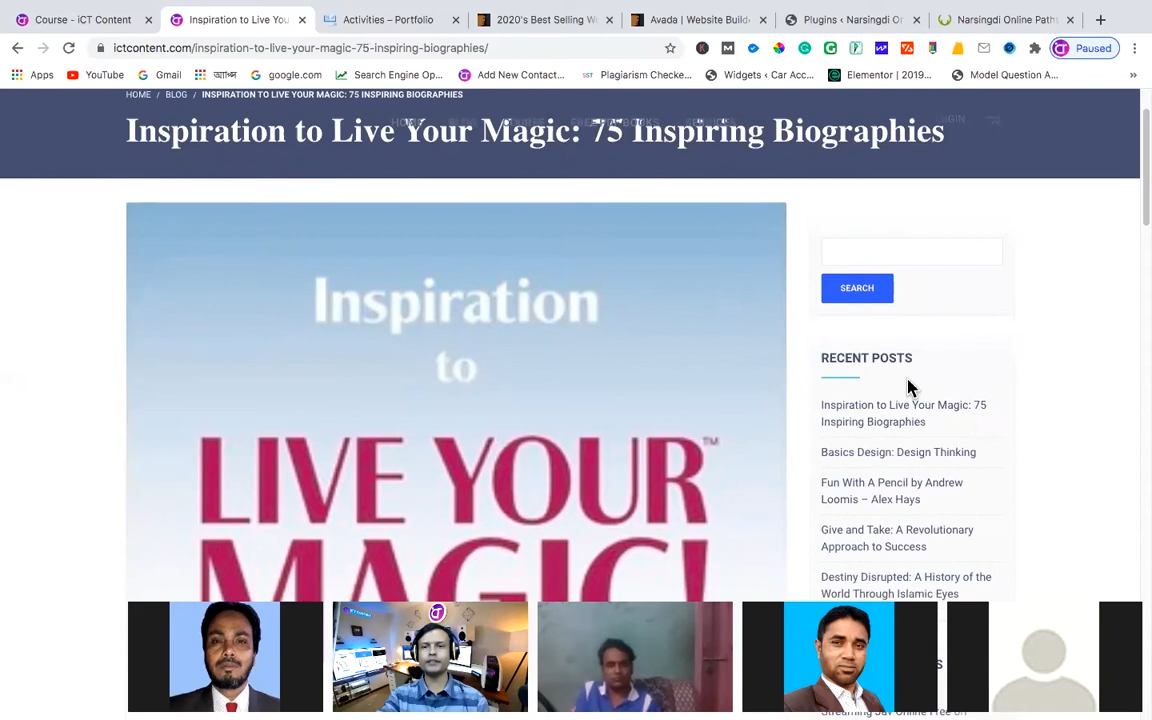 Course - iCT Content
Inspiration to Live You
Activities – Portfolio
2020's Best Selling W
Avada | Website Build
Plugins ‹ Narsingdi Or
Narsingdi Online Path
ictcontent.com/inspiration-to-live-your-magic-75-inspiring-biographies/
Paused
Apps
YouTube
Gmail
google.com
Search Engine Op...
Add New Contact...
Plagiarism Checke...
Widgets ‹ Car Acc...
Elementor | 2019...
Model Question A...
HOME / BLOG / INSPIRATION TO LIVE YOUR MAGIC: 75 INSPIRING BIOGRAPHIES
Inspiration to Live Your Magic: 75 Inspiring Biographies
Inspiration
to
LIVE YOUR™
MAGIC!
SEARCH
RECENT POSTS
Inspiration to Live Your Magic: 75
Inspiring Biographies
Basics Design: Design Thinking
Fun With A Pencil by Andrew
Loomis – Alex Hays
Give and Take: A Revolutionary
Approach to Success
Destiny Disrupted: A History of the
World Through Islamic Eyes